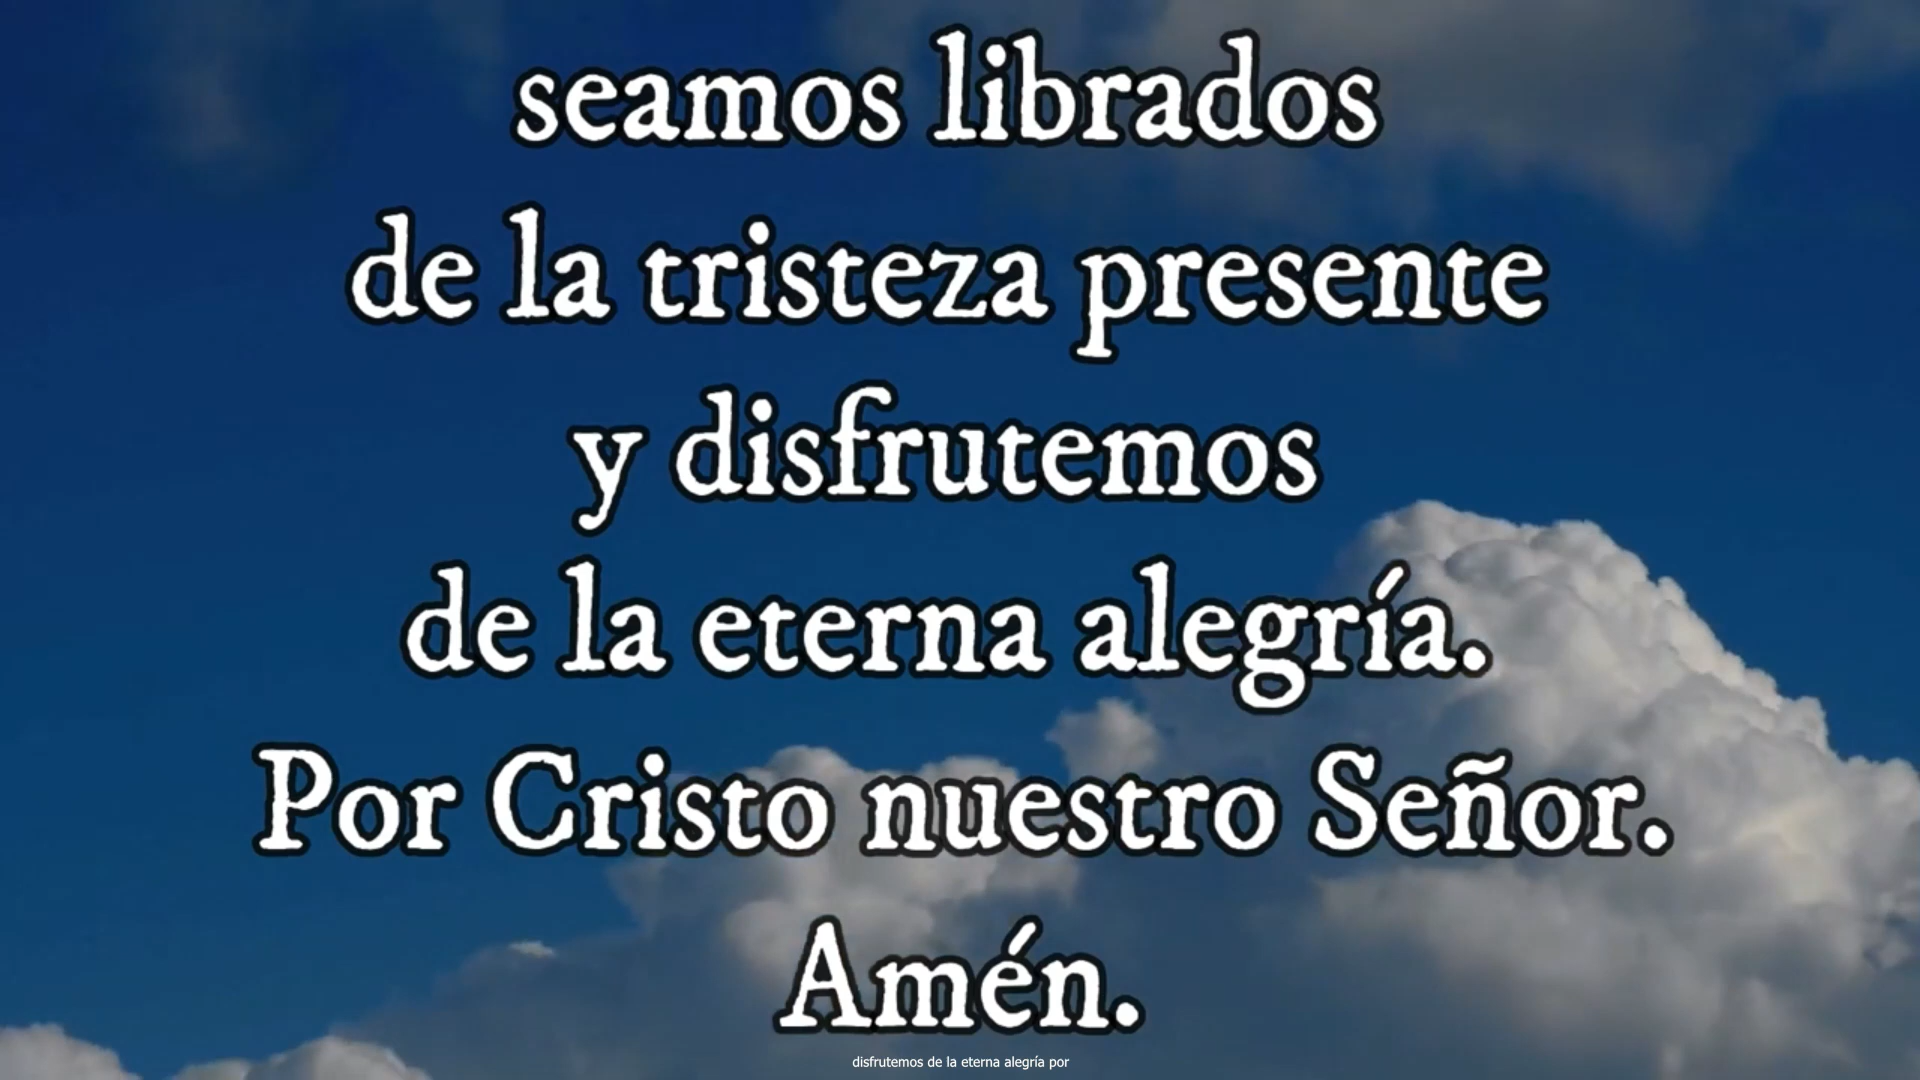 seamos librados
de la tristeza presente
y disfrutemos
de la eterna alegría.
Por Cristo nuestro Señor.
Amén.
disfrutemos de la eterna alegría por